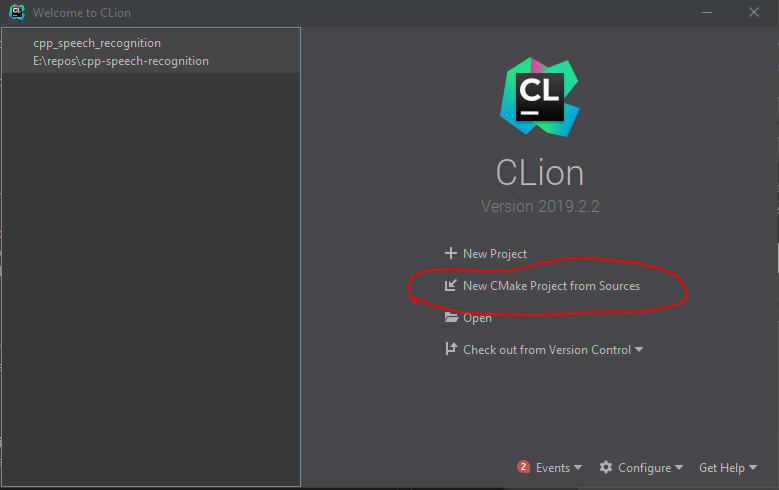 Welcome to CLion
cpp_speech_recognition
E:\repos\cpp-speech-recognition
CL
CLion
Version 2019.2.2
New Project
New CMake Project from Sources
Open
Check out from Version Control
2 Events
Configure
Get Help